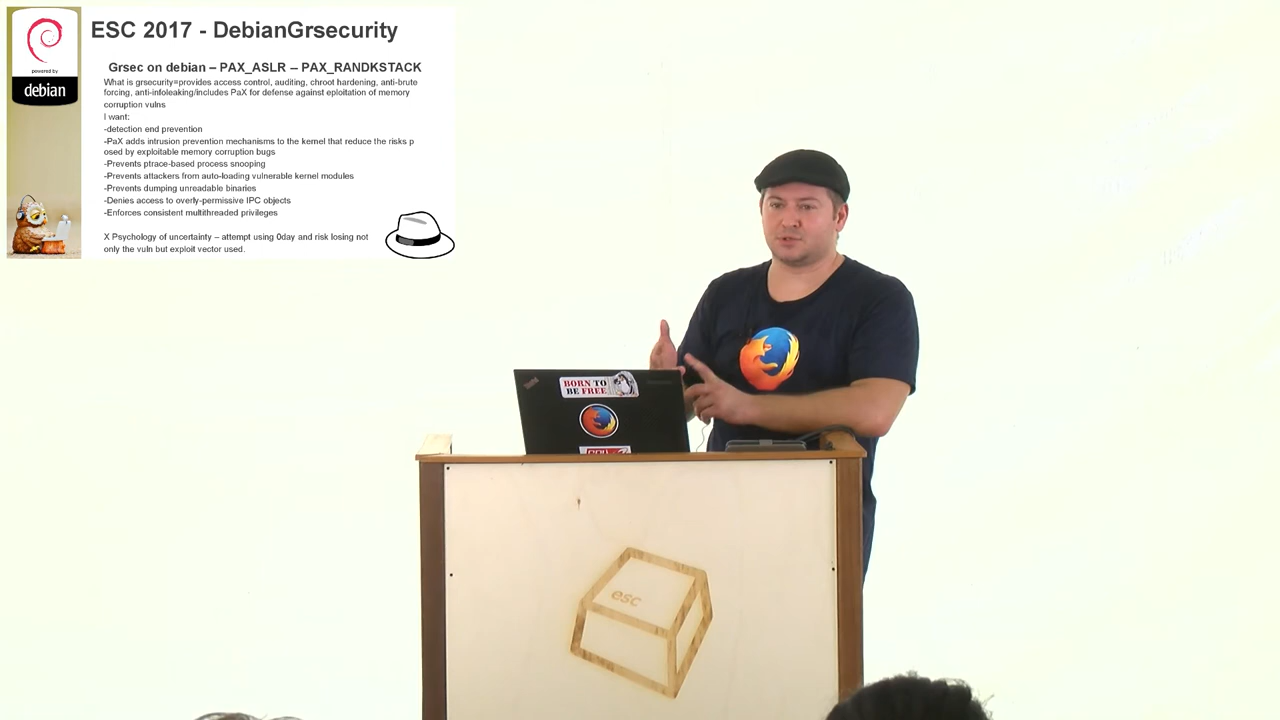 ESC 2017 - DebianGrsecurity
powered by
debian
Grsec on debian – PAX_ASLR – PAX_RANDKSTACK
What is grsecurity=provides access control, auditing, chroot hardening, anti-brute
forcing, anti-infoleaking/includes PaX for defense against eploitation of memory
corruption vulns
I want:
-detection end prevention
-PaX adds intrusion prevention mechanisms to the kernel that reduce the risks p
osed by exploitable memory corruption bugs
-Prevents ptrace-based process snooping
-Prevents attackers from auto-loading vulnerable kernel modules
-Prevents dumping unreadable binaries
-Denies access to overly-permissive IPC objects
-Enforces consistent multithreaded privileges
X Psychology of uncertainty – attempt using 0day and risk losing not
only the vuln but exploit vector used.
BORN TO
BE FREE
esc